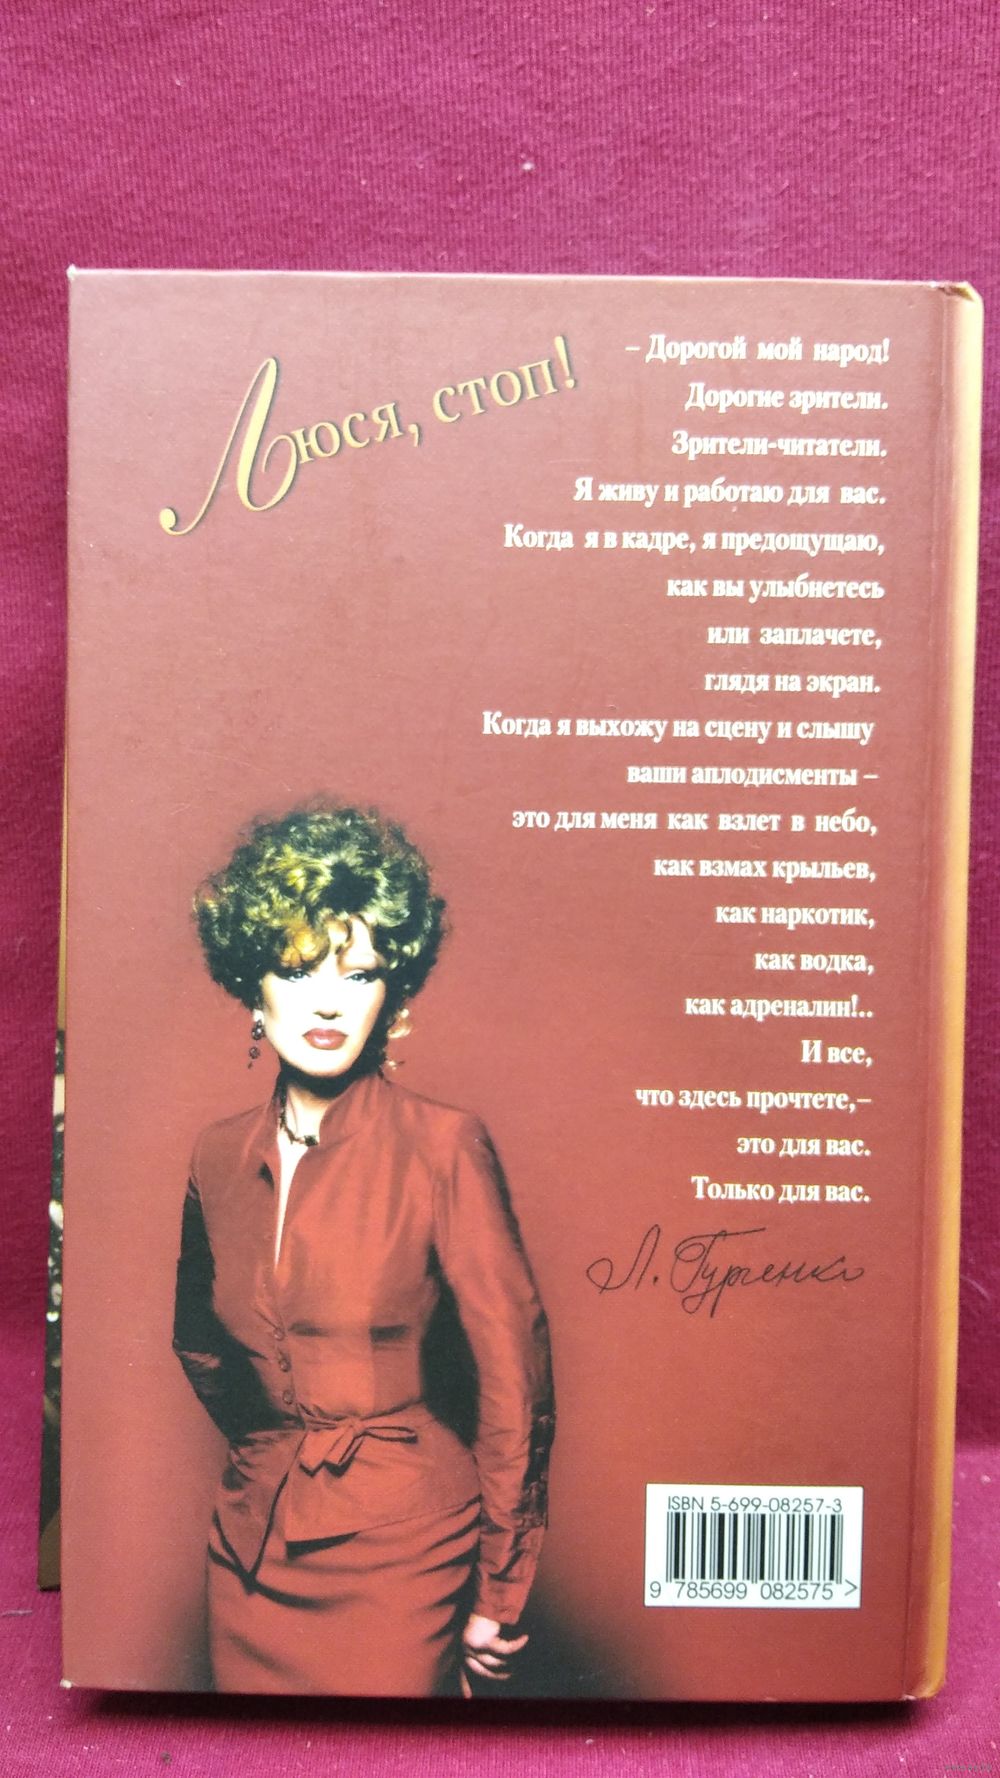 Люся, стоп!
– Дорогой мой народ!
Дорогие зрители.
Зрители-читатели.
Я живу и работаю для вас.
Когда я в кадре, я предощущаю,
как вы улыбнетесь
или заплачете,
глядя на экран.
Когда я выхожу на сцену и слышу
ваши аплодисменты –
это для меня как взлет в небо,
как взмах крыльев,
как наркотик,
как водка,
как адреналин!..
И все,
что здесь прочтете,–
это для вас.
Только для вас.
Л. Гурченко
ISBN 5-699-08257-3
9 785699 082575 >